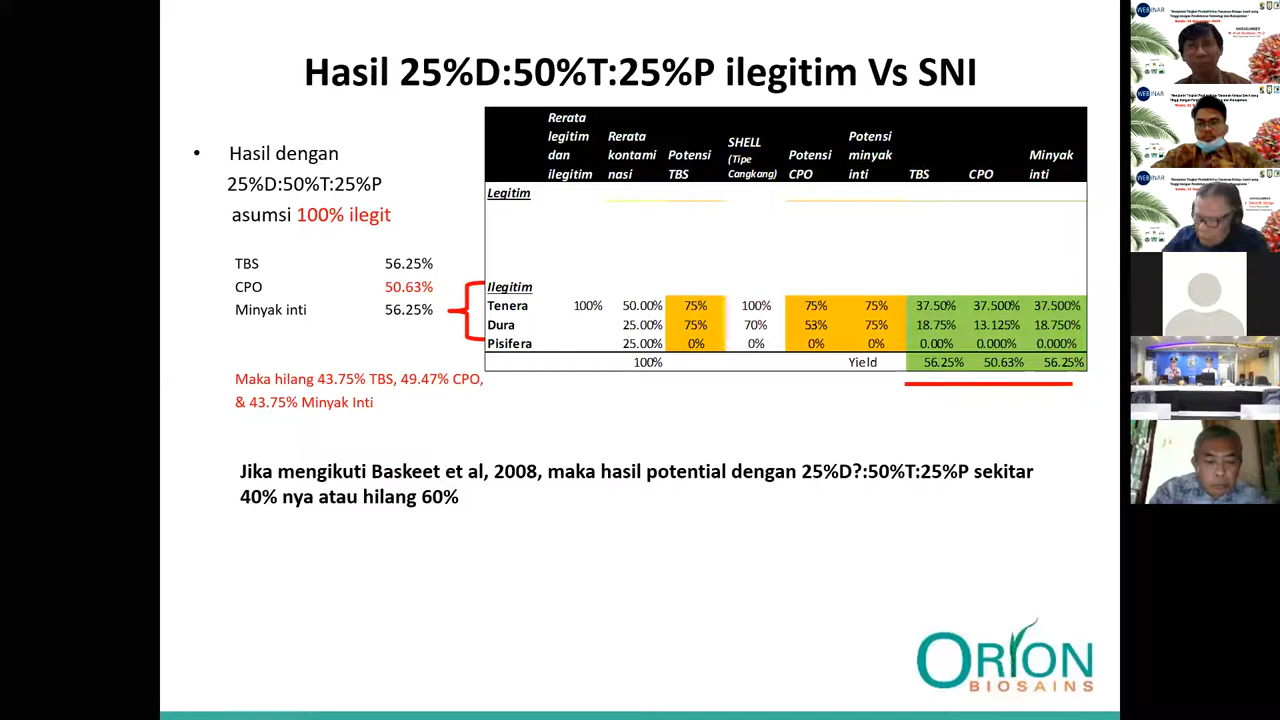 Hasil 25%D:50%T:25%P ilegitim Vs SNI
• Hasil dengan
25%D:50%T:25%P
asumsi 100% ilegit
TBS 56.25%
CPO 50.63%
Minyak inti 56.25%
Maka hilang 43.75% TBS, 49.47% CPO,
& 43.75% Minyak Inti
Rerata legitim dan ilegitim
Rerata kontaminasi
Potensi TBS
SHELL (Tipe Cangkang)
Potensi CPO
Potensi minyak inti
TBS
CPO
Minyak inti
Legitim
Ilegitim
Tenera 100% 50.00% 75% 100% 75% 75% 37.50% 37.500% 37.500%
Dura 25.00% 75% 70% 53% 75% 18.75% 13.125% 18.750%
Pisifera 25.00% 0% 0% 0% 0% 0.00% 0.000% 0.000%
100% Yield 56.25% 50.63% 56.25%
Jika mengikuti Baskeet et al, 2008, maka hasil potential dengan 25%D?:50%T:25%P sekitar
40% nya atau hilang 60%
ORION
BIOSAINS
WEBINAR
WEBINAR
WEBINAR